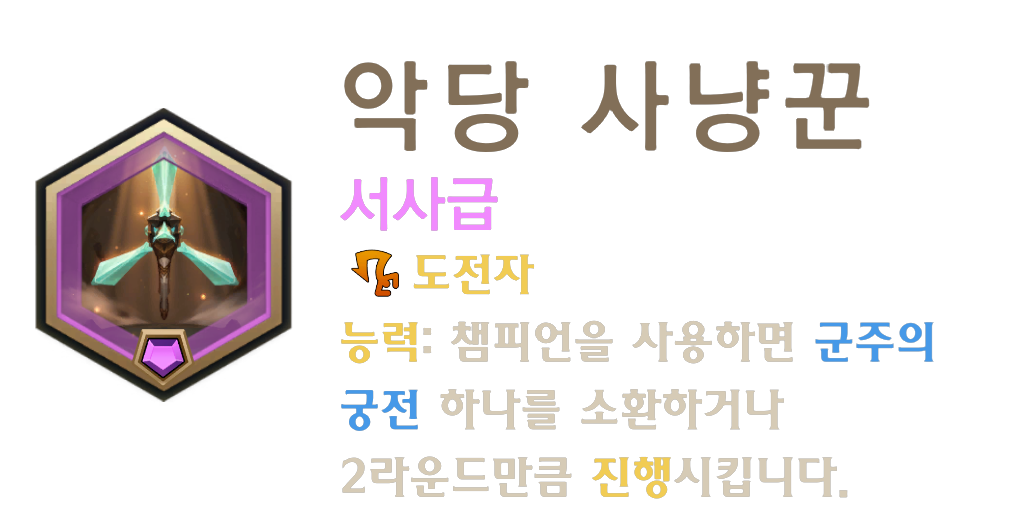 악당 사냥꾼
서사급
도전자
능력: 챔피언을 사용하면 군주의
궁전 하나를 소환하거나
2라운드만큼 진행시킵니다.